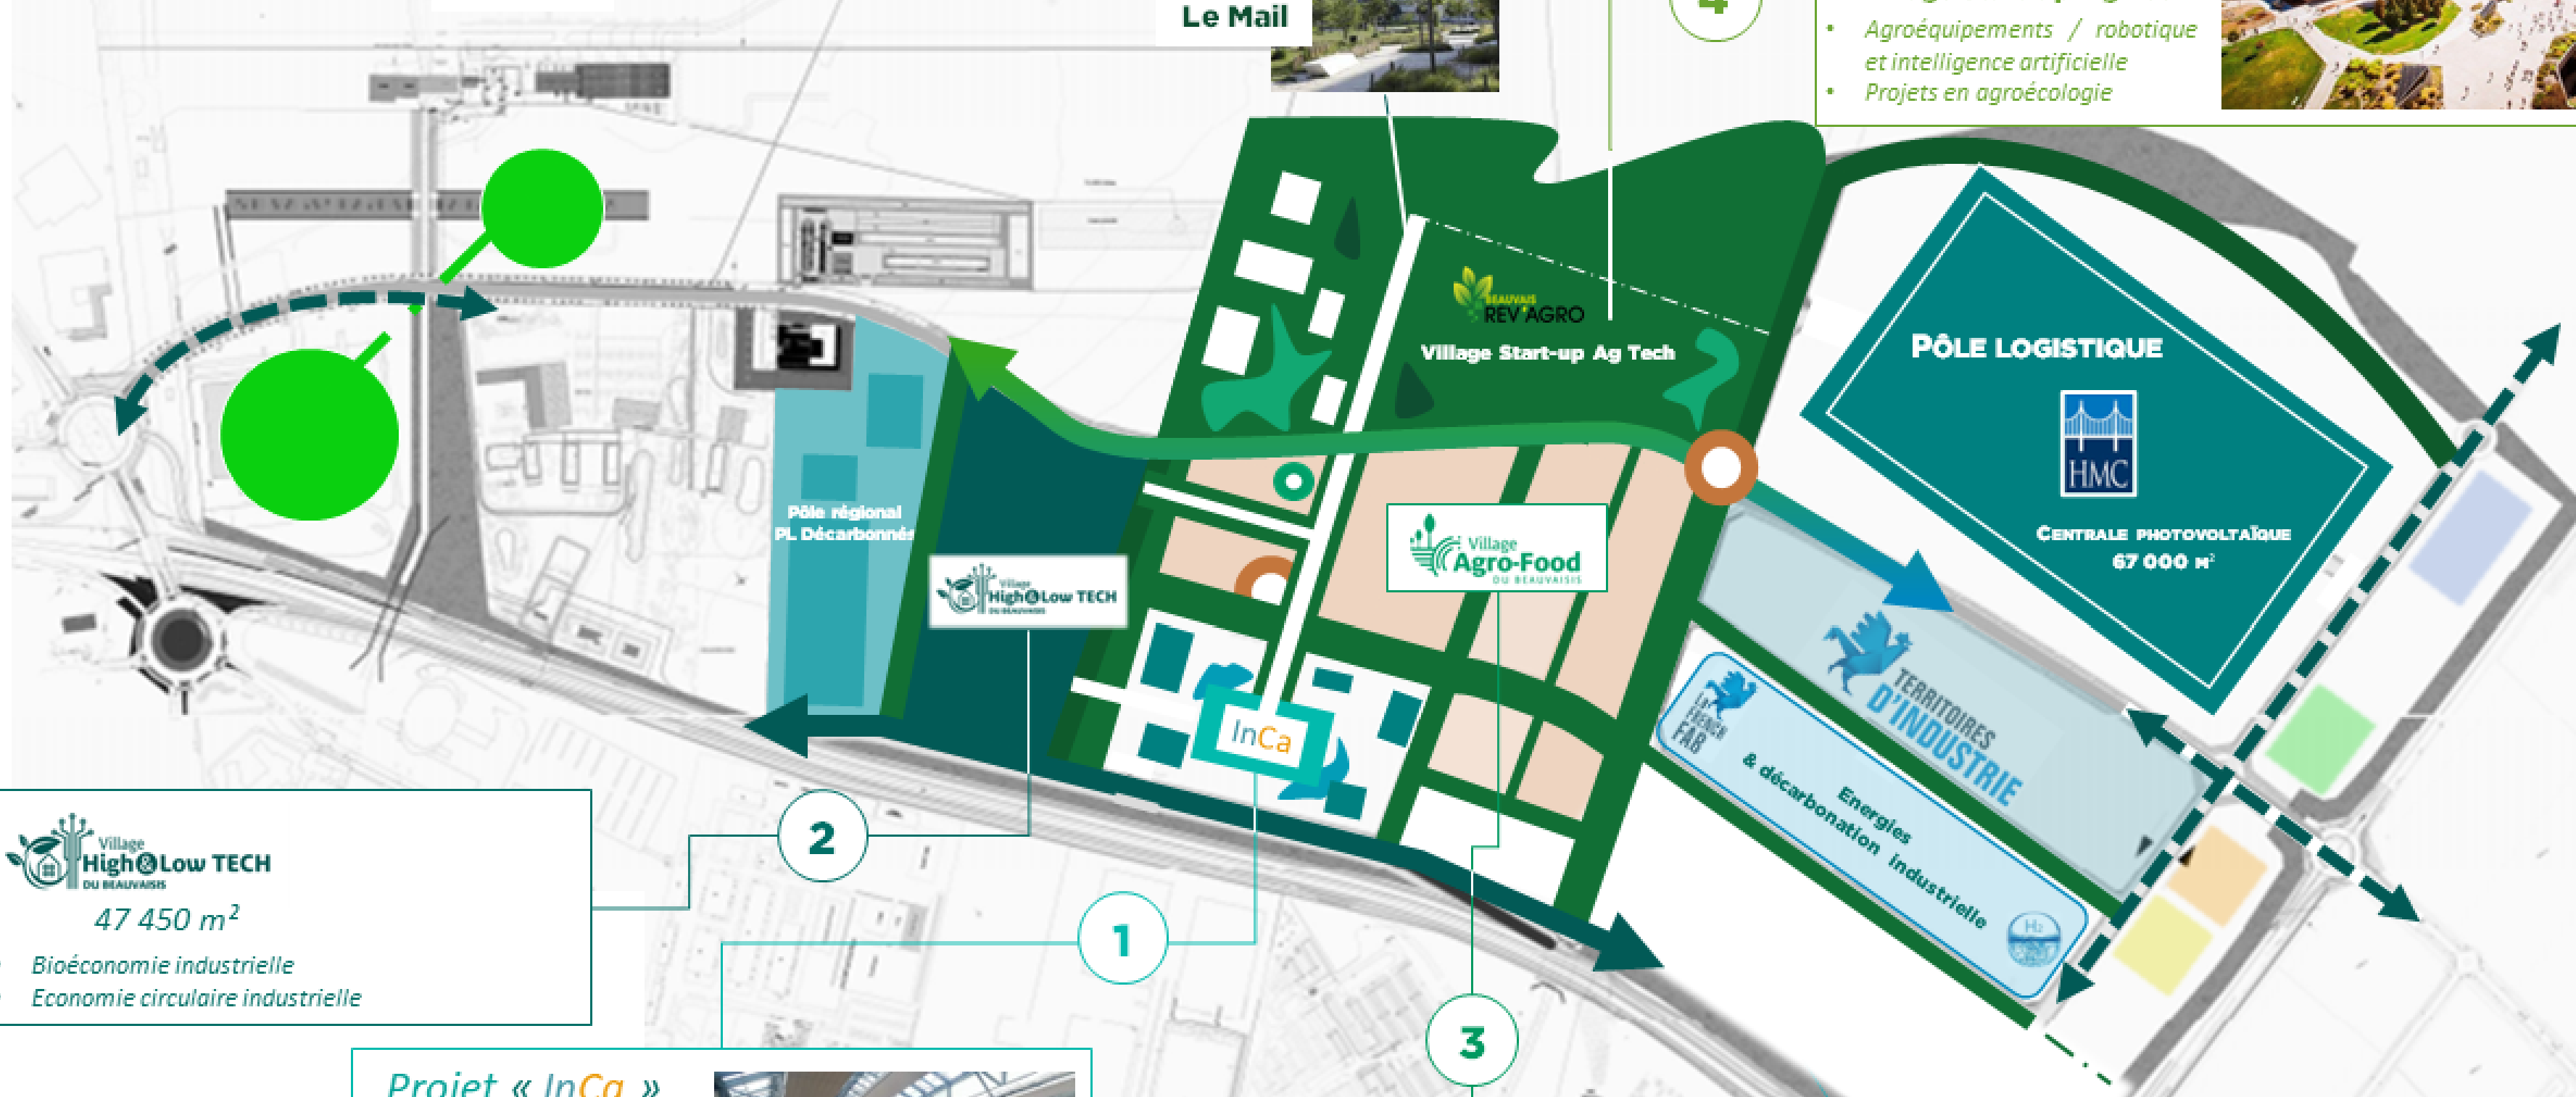 Le Mail
4
• Agroéquipements / robotique
et intelligence artificielle
• Projets en agroécologie
BEAUVAIS
REV'AGRO
Village Start-up Ag Tech
PÔLE LOGISTIQUE
HMC
CENTRALE PHOTOVOLTAÏQUE
67 000 M²
Pôle régional
PL Décarbonnés
Village
High&Low TECH
DU BEAUVAISIS
Village
Agro-Food
DU BEAUVAISIS
InCa
TERRITOIRES
D'INDUSTRIE
LA
FRENCH
FAB
Energies
& décarbonation industrielle
H₂
Village
High&Low TECH
DU BEAUVAISIS
47 450 m²
Bioéconomie industrielle
Economie circulaire industrielle
2
1
3
Projet « InCa »